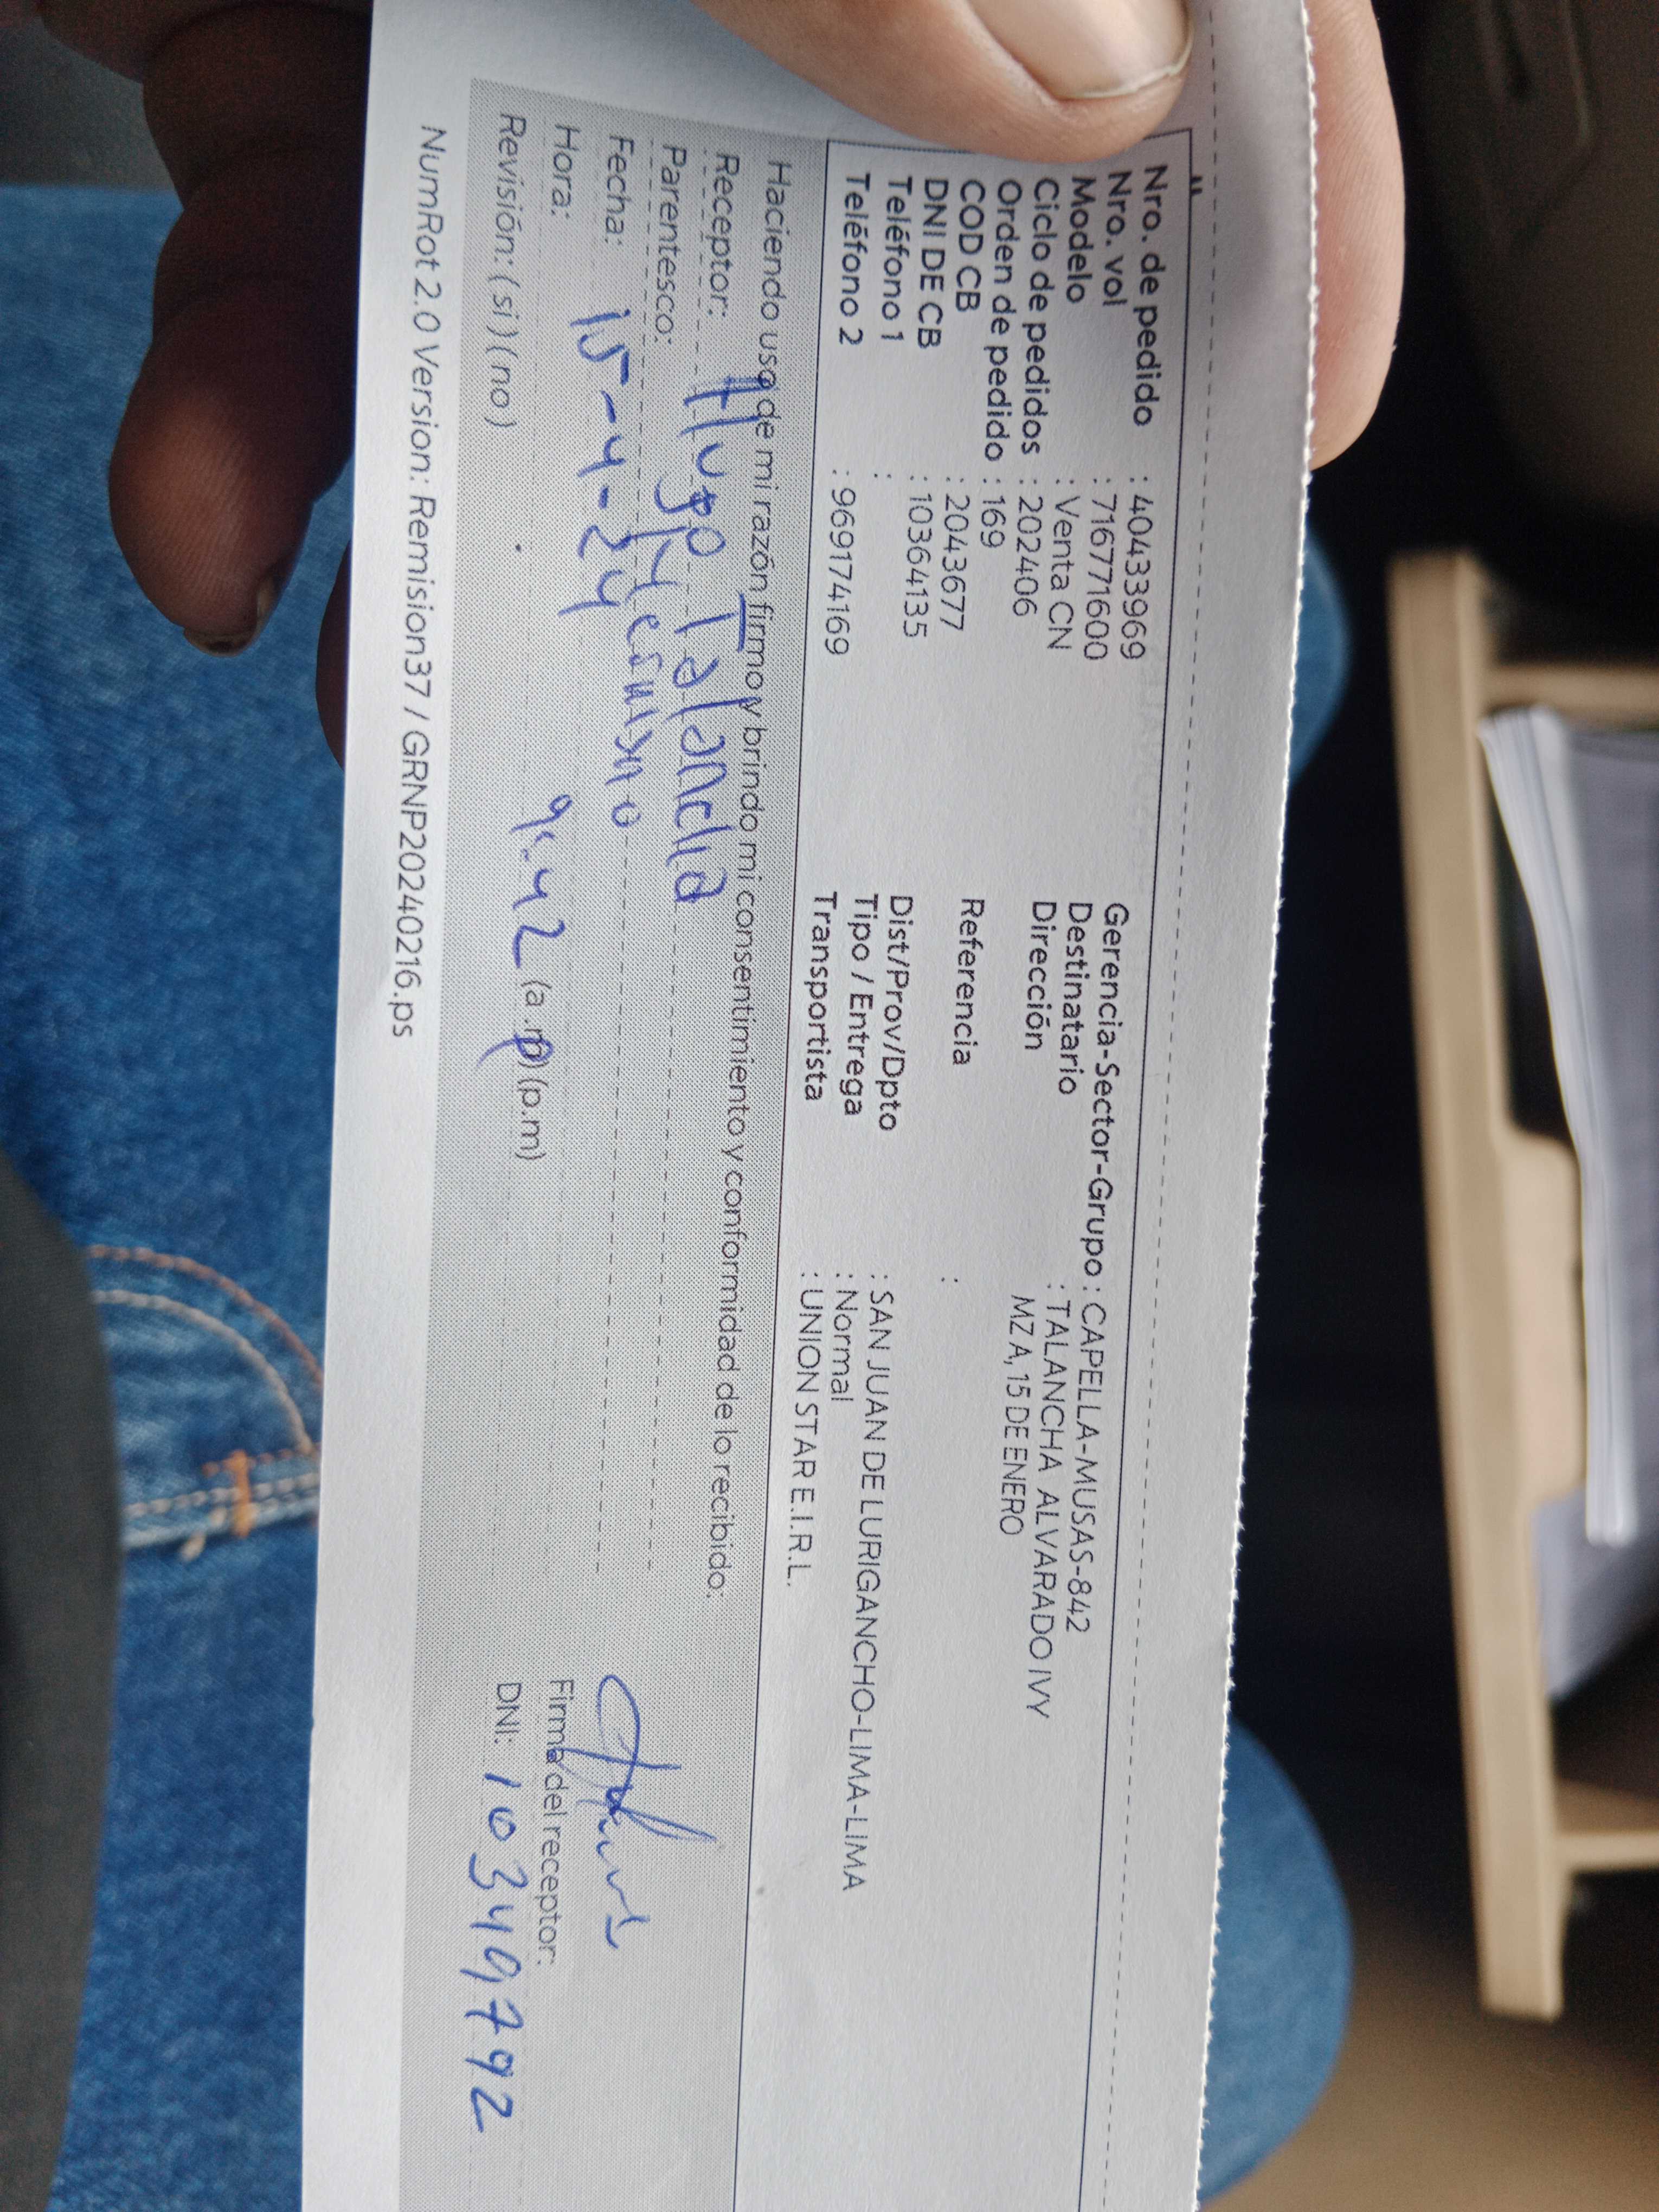 Nro. de pedido : 40433969
Nro. vol : 716771600
Modelo : Venta CN
Ciclo de pedidos : 202406
Orden de pedido : 169
COD CB : 2043677
DNI DE CB : 10364135
Teléfono 1 :
Teléfono 2 : 969174169
Gerencia-Sector-Grupo : CAPELLA-MUSAS-842
Destinatario : TALANCHA ALVARADO IVY
Dirección MZ A, 15 DE ENERO
Referencia :
Dist/Prov/Dpto : SAN JUAN DE LURIGANCHO-LIMA-LIMA
Tipo / Entrega : Normal
Transportista : UNION STAR E.I.R.L.
Haciendo uso de mi razón firmo y brindo mi consentimiento y conformidad de lo recibido:
Receptor: Hugo Talancha
Parentesco:
Fecha: 15-4-24
Hora: 9:42 (a.m) (p.m)
Revisión: ( si ) ( no )
Firma del receptor:
DNI: 10349792
NumRot 2.0 Version: Remision37 / GRNP20240216.ps